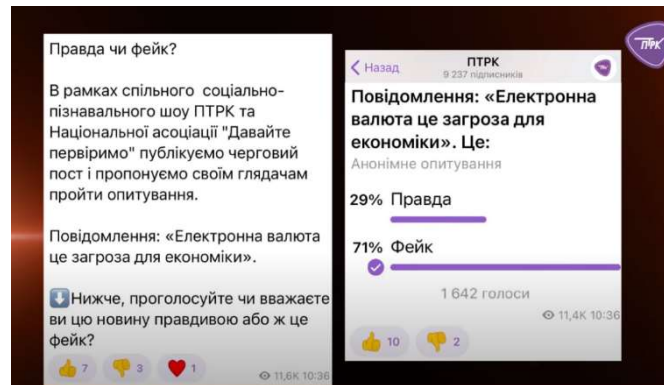 Правда чи фейк?
В рамках спільного соціально-
пізнавального шоу ПТРК та
Національної асоціації "Давайте
первіримо" публікуємо черговий
пост і пропонуємо своїм глядачам
пройти опитування.
Повідомлення: «Електронна валюта
це загроза для економіки».
⬇️Нижче, проголосуйте чи вважаєте
ви цю новину правдивою або ж це
фейк?
👍 7 👎 3 ❤️ 1
11,6K 10:36
Назад
ПТРК
9 237 підписників
Повідомлення: «Електронна
валюта це загроза для
економіки». Це:
Анонімне опитування
29% Правда
71% Фейк
1 642 голоси
11,4K 10:36
👍 10 👎 2
ПТРК